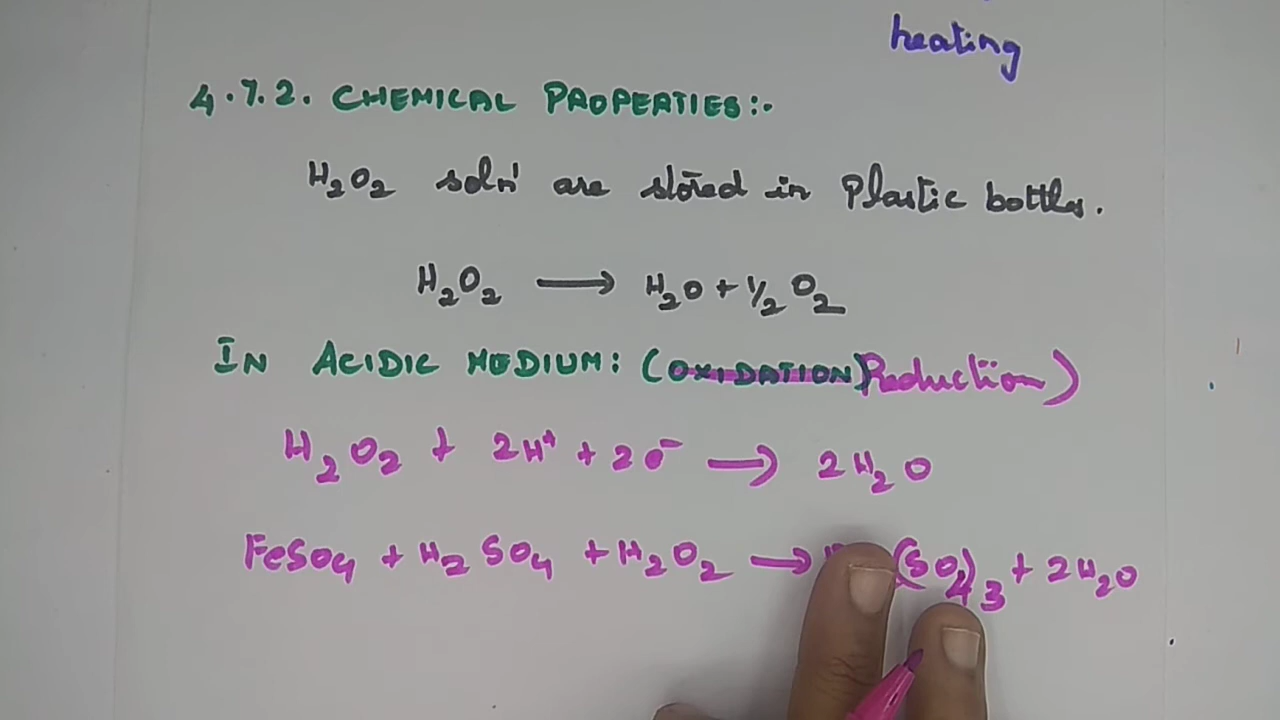 heating
4.7.2. CHEMICAL PROPERTIES:-
H2O2 soln' are stored in Plastic bottles.
H2O2 → H2O + 1/2 O2
IN ACIDIC MEDIUM: (OXIDATION) Reduction)
H2O2 + 2H+ + 2e- → 2H2O
FeSO4 + H2SO4 + H2O2 → (SO4)3 + 2H2O